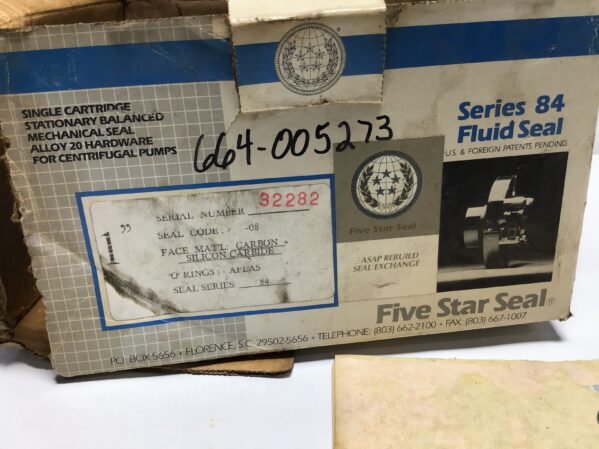 SINGLE CARTRIDGE
STATIONARY BALANCED
MECHANICAL SEAL
ALLOY 20 HARDWARE
FOR CENTRIFUGAL PUMPS
664-005273
Series 84
Fluid Seal
U.S. & FOREIGN PATENTS PENDING
SERIAL NUMBER 92282
SEAL CODE: -08
FACE MAT'L: CARBON -
SILICON CARBIDE
'O' RINGS: AFLAS
SEAL SERIES: 84
Five Star Seal
ASAP REBUILD
SEAL EXCHANGE
Five Star Seal®
P.O. BOX 5656 • FLORENCE, S.C. 29502-5656 • TELEPHONE: (803) 662-2100 • FAX: (803) 667-1007